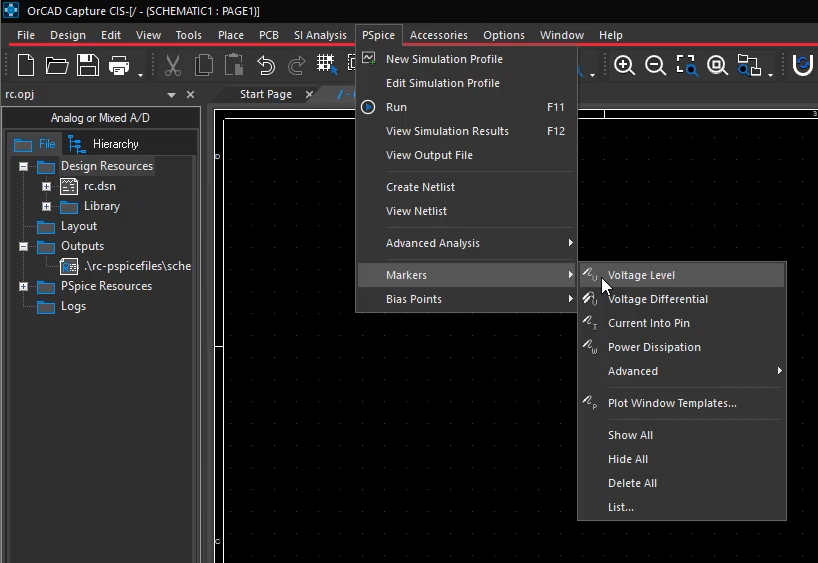 OrCAD Capture CIS-[/ - (SCHEMATIC1 : PAGE1)]
File Design Edit View Tools Place PCB SI Analysis PSpice Accessories Options Window Help
rc.opj
Start Page
Analog or Mixed A/D
File Hierarchy
Design Resources
rc.dsn
Library
Layout
Outputs
.\rc-pspicefiles\sche
PSpice Resources
Logs
New Simulation Profile
Edit Simulation Profile
Run F11
View Simulation Results F12
View Output File
Create Netlist
View Netlist
Advanced Analysis
Markers
Bias Points
Voltage Level
Voltage Differential
Current Into Pin
Power Dissipation
Advanced
Plot Window Templates...
Show All
Hide All
Delete All
List...
3
D
C